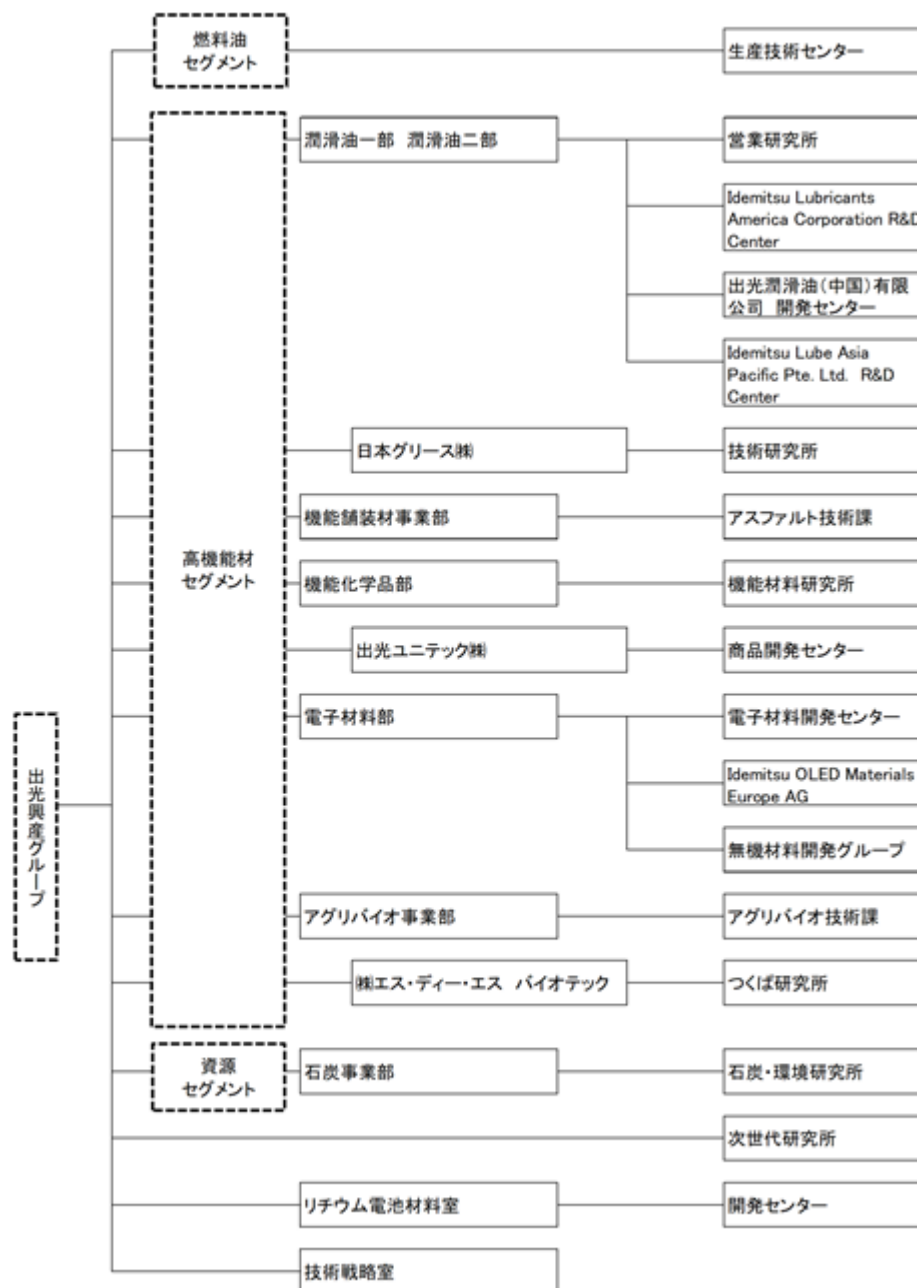 燃料油
セグメント
生産技術センター
潤滑油一部　潤滑油二部
営業研究所
Idemitsu Lubricants
America Corporation R&D
Center
出光潤滑油(中国)有限
公司　開発センター
Idemitsu Lube Asia
Pacific Pte. Ltd.　R&D
Center
日本グリース㈱
技術研究所
機能舗装材事業部
アスファルト技術課
高機能材
セグメント
機能化学品部
機能材料研究所
出光ユニテック㈱
商品開発センター
電子材料部
電子材料開発センター
Idemitsu OLED Materials
Europe AG
無機材料開発グループ
出光興産グループ
アグリバイオ事業部
アグリバイオ技術課
㈱エス・ディー・エス　バイオテック
つくば研究所
資源
セグメント
石炭事業部
石炭・環境研究所
次世代研究所
リチウム電池材料室
開発センター
技術戦略室